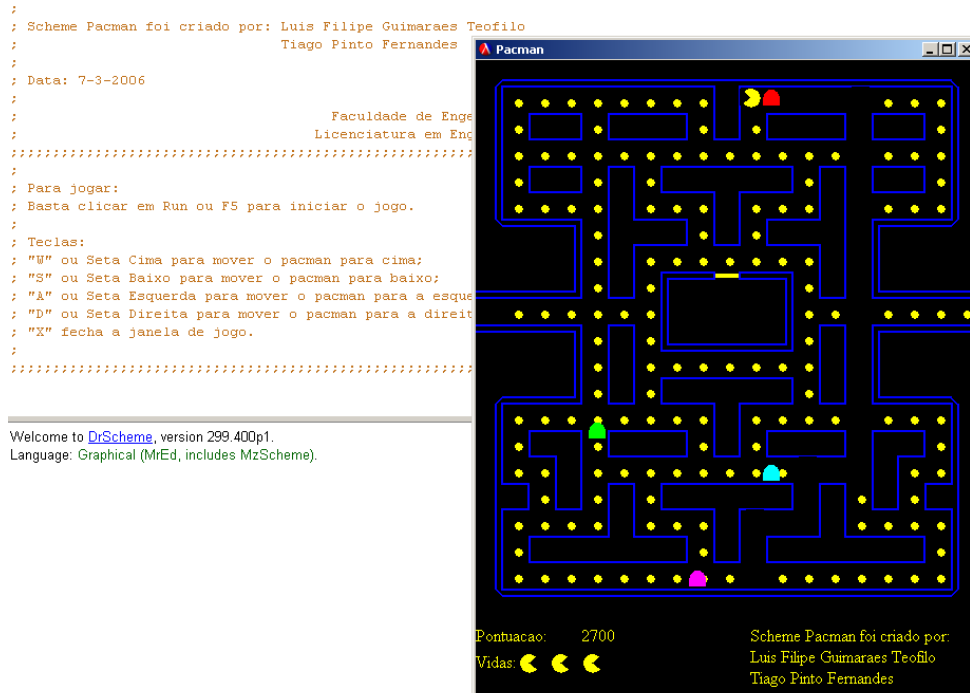 ;
; Scheme Pacman foi criado por: Luis Filipe Guimaraes Teofilo
; Tiago Pinto Fernandes
;
; Data: 7-3-2006
;
; Faculdade de Enge
; Licenciatura em Eng
;;;;;;;;;;;;;;;;;;;;;;;;;;;;;;;;;;;;;;;;;;;;;;;;;;;;;;;
;
; Para jogar:
; Basta clicar em Run ou F5 para iniciar o jogo.
;
; Teclas:
; "W" ou Seta Cima para mover o pacman para cima;
; "S" ou Seta Baixo para mover o pacman para baixo;
; "A" ou Seta Esquerda para mover o pacman para a esque
; "D" ou Seta Direita para mover o pacman para a direit
; "X" fecha a janela de jogo.
;
;;;;;;;;;;;;;;;;;;;;;;;;;;;;;;;;;;;;;;;;;;;;;;;;;;;;;;;
Welcome to DrScheme, version 299.400p1.
Language: Graphical (MrEd, includes MzScheme).
Pacman
Pontuacao: 2700
Vidas:
Scheme Pacman foi criado por:
Luis Filipe Guimaraes Teofilo
Tiago Pinto Fernandes